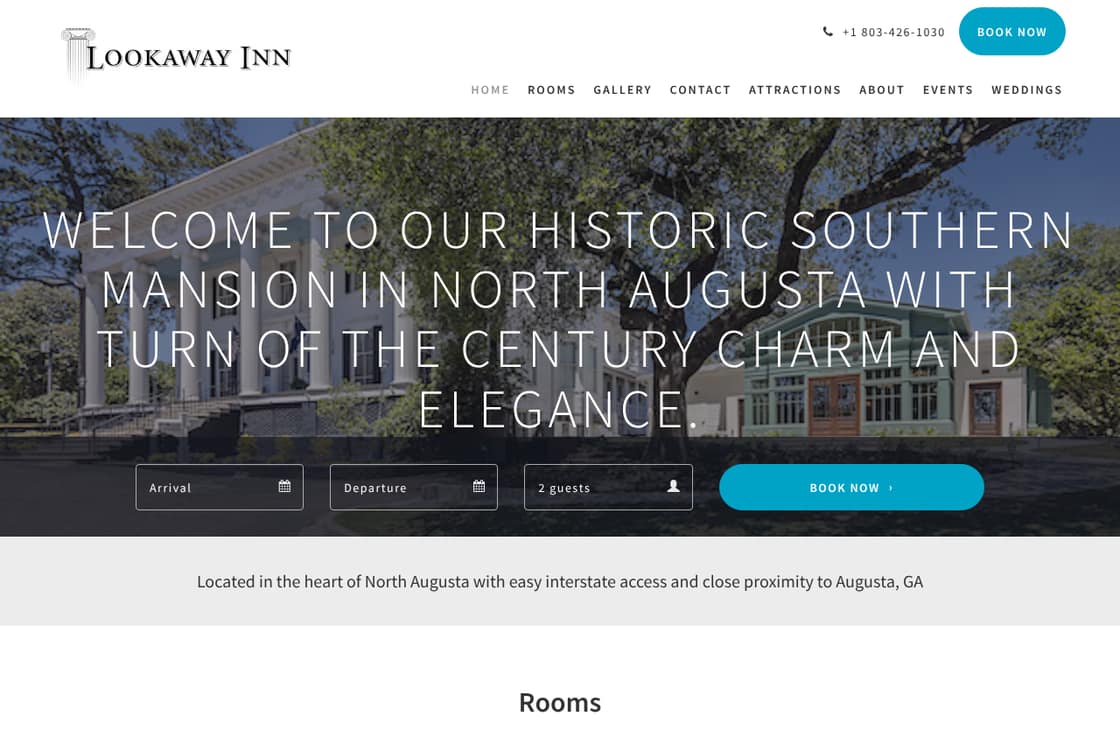 LOOKAWAY INN
+1 803-426-1030
BOOK NOW
HOME ROOMS GALLERY CONTACT ATTRACTIONS ABOUT EVENTS WEDDINGS
WELCOME TO OUR HISTORIC SOUTHERN
MANSION IN NORTH AUGUSTA WITH
TURN OF THE CENTURY CHARM AND
ELEGANCE.
Arrival
Departure
2 guests
BOOK NOW ›
Located in the heart of North Augusta with easy interstate access and close proximity to Augusta, GA
Rooms